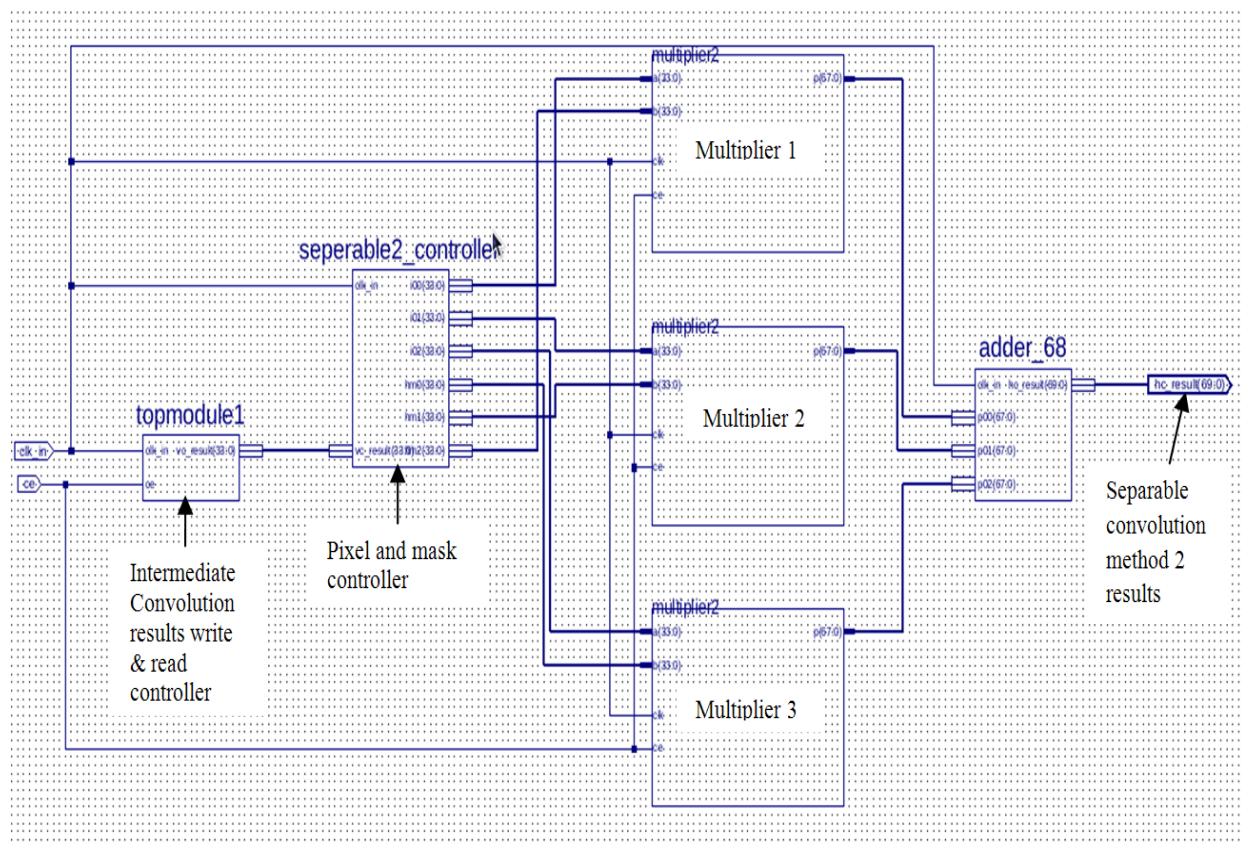 multiplier2
a(33:0)
p(67:0)
b(33:0)
Multiplier 1
clk
ce
seperable2_controller
clk_in
i00(33:0)
i01(33:0)
i02(33:0)
hm0(33:0)
hm1(33:0)
vc_result(33:0)
multiplier2
a(33:0)
p(67:0)
b(33:0)
Multiplier 2
clk
ce
adder_68
clk_in
hc_result(69:0)
p00(67:0)
p01(67:0)
p02(67:0)
hc_result(69:0)
topmodule1
clk_in
ce
clk_in
vc_result(33:0)
ce
Intermediate
Convolution
results write
& read
controller
Pixel and mask
controller
Separable
convolution
method 2
results
multiplier2
a(33:0)
p(67:0)
b(33:0)
Multiplier 3
clk
ce